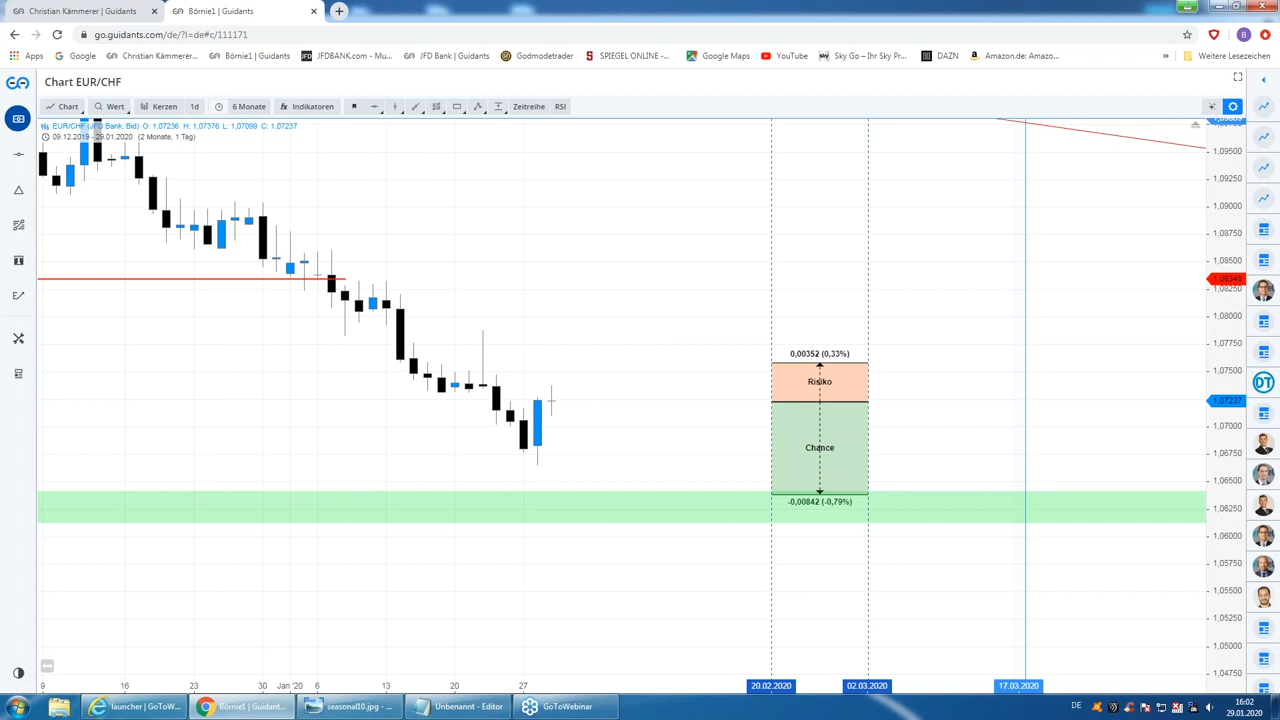 Christian Kämmerer | Guidants
Börnie1 | Guidants
go.guidants.com/de/?l=de#c/111171
B
Apps
Google
Christian Kämmerer...
Börnie1 | Guidants
JFDBANK.com - Mu...
JFD Bank | Guidants
Godmodetrader
SPIEGEL ONLINE -...
Google Maps
YouTube
Sky Go – Ihr Sky Pr...
DAZN
Amazon.de: Amazo...
»
Weitere Lesezeichen
Chart EUR/CHF
Chart
Wert
Kerzen
1d
6 Monate
Indikatoren
Zeitreihe
RSI
EUR/CHF (JFD Bank, Bid) O: 1,07236 H: 1,07376 L: 1,07099 C: 1,07237
09.12.2019 - 29.01.2020 (2 Monate, 1 Tag)
1,09500
1,09250
1,09000
1,08750
1,08500
1,08348
1,08250
1,08000
1,07750
1,07500
1,07237
1,07000
1,06750
1,06500
1,06250
1,06000
1,05750
1,05500
1,05250
1,05000
1,04750
0,00352 (0,33%)
Risiko
Chance
-0,00842 (-0,79%)
DT
9
16
23
30
Jan '20
6
13
20
27
20.02.2020
02.03.2020
17.03.2020
launcher | GoToW...
Börnie1 | Guidant...
seasonal10.jpg - ...
Unbenannt - Editor
GoToWebinar
DE
16:02
29.01.2020